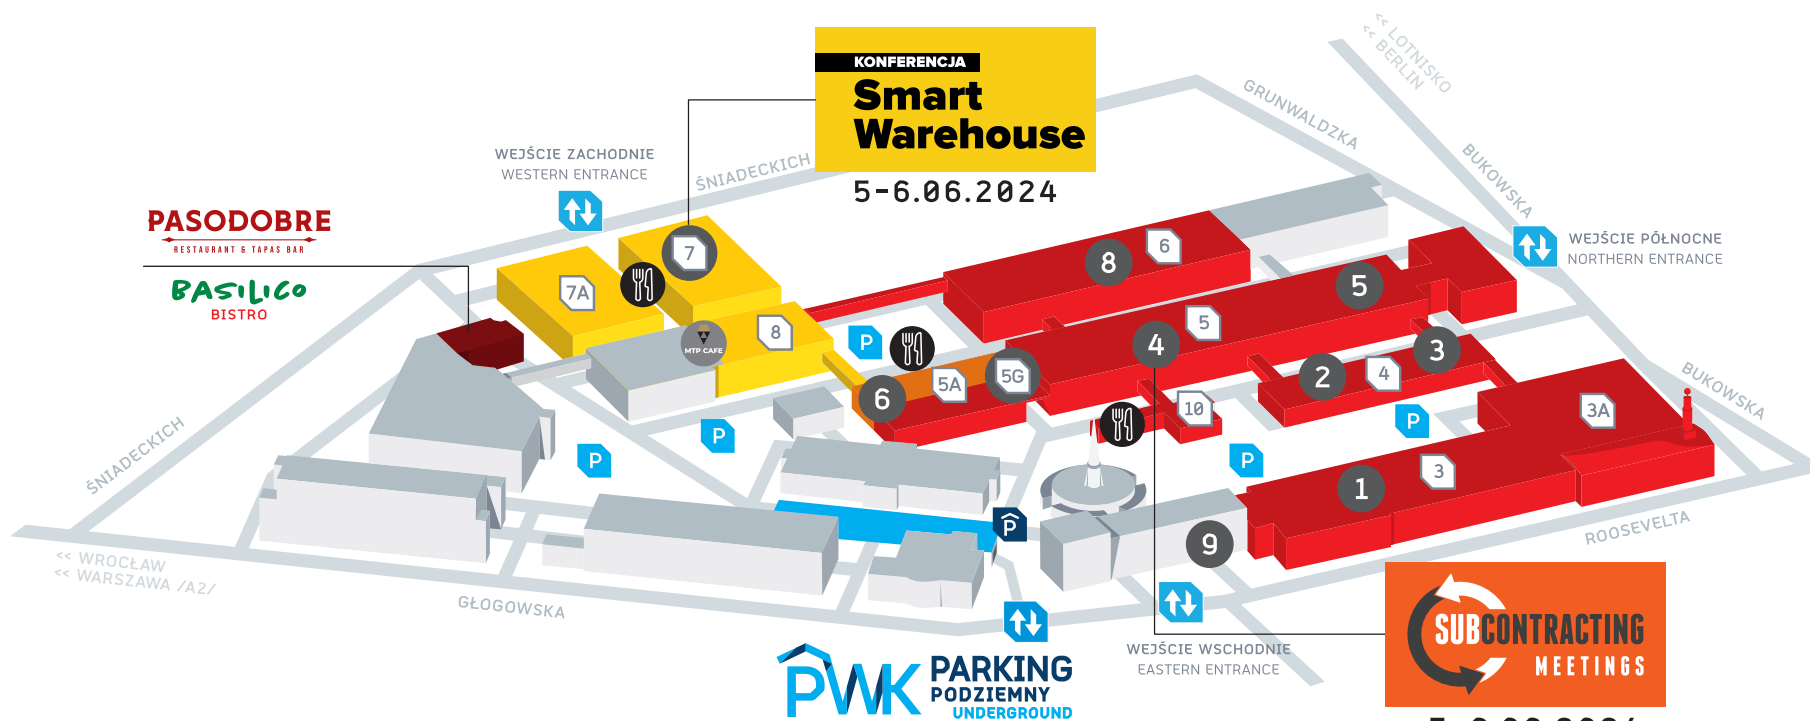 << LOTNISKO
<< BERLIN
GRUNWALDZKA
BUKOWSKA
KONFERENCJA
Smart
Warehouse
5-6.06.2024
WEJŚCIE ZACHODNIE
WESTERN ENTRANCE
ŚNIADECKICH
PASODOBRE
RESTAURANT & TAPAS BAR
BASILICO
BISTRO
WEJŚCIE PÓŁNOCNE
NORTHERN ENTRANCE
7
7A
8
MTP CAFE
8
6
5
5
4
P
5G
5A
6
3
2
4
10
3A
BUKOWSKA
P
P
P
P
3
1
ŚNIADECKICH
P
9
ROOSEVELTA
<< WROCŁAW
<< WARSZAWA /A2/
GŁOGOWSKA
WEJŚCIE WSCHODNIE
EASTERN ENTRANCE
PWK PARKING
PODZIEMNY
UNDERGROUND
SUBCONTRACTING
MEETINGS